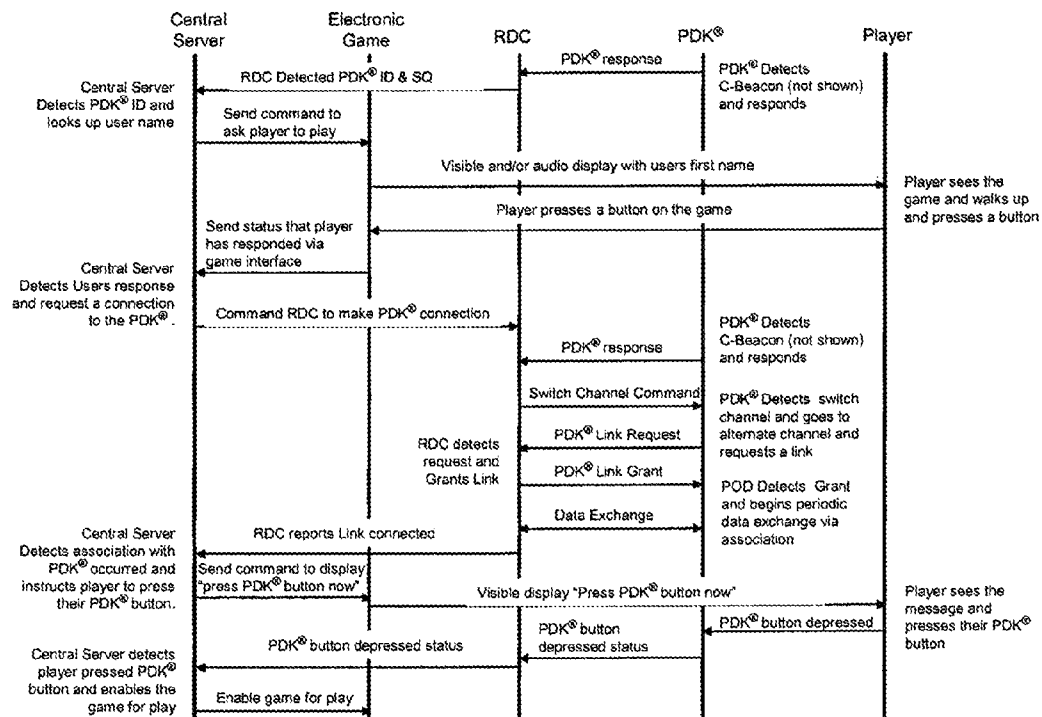 Central
Server
Electronic
Game
RDC
PDK®
Player
PDK® response
PDK® Detects
C-Beacon (not shown)
and responds
RDC Detected PDK® ID & SQ
Central Server
Detects PDK® ID and
looks up user name
Send command to
ask player to play
Visible and/or audio display with users first name
Player sees the
game and walks up
and presses a button
Player presses a button on the game
Send status that player
has responded via
game interface
Central Server
Detects Users response
and request a connection
to the PDK® .
Command RDC to make PDK® connection
PDK® Detects
C-Beacon (not shown)
and responds
PDK® response
Switch Channel Command
PDK® Detects switch
channel and goes to
alternate channel and
requests a link
PDK® Link Request
RDC detects
request and
Grants Link
PDK® Link Grant
POD Detects Grant
and begins periodic
data exchange via
association
Data Exchange
RDC reports Link connected
Central Server
Detects association with
PDK® occurred and
instructs player to press
their PDK® button.
Send command to display
"press PDK® button now"
Visible display "Press PDK® button now"
Player sees the
message and
presses their PDK®
button
PDK® button depressed
PDK® button
depressed status
PDK® button depressed status
Central Server detects
player pressed PDK®
button and enables the
game for play
Enable game for play